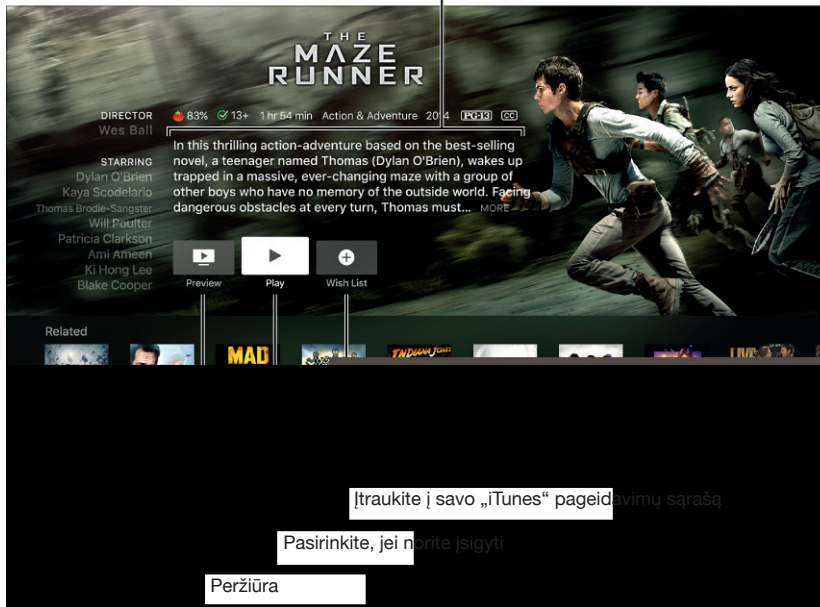 THE
MAZE
RUNNER
DIRECTOR
Wes Ball
STARRING
Dylan O'Brien
Kaya Scodelario
Thomas Brodie-Sangster
Will Poulter
Patricia Clarkson
Ami Ameen
Ki Hong Lee
Blake Cooper
83% 13+ 1 hr 54 min Action & Adventure 2014 PG-13 CC
In this thrilling action-adventure based on the best-selling
novel, a teenager named Thomas (Dylan O'Brien), wakes up
trapped in a massive, ever-changing maze with a group of
other boys who have no memory of the outside world. Facing
dangerous obstacles at every turn, Thomas must... MORE
Preview
Play
Wish List
Related
MAD
INDIANA JONES
Įtraukite į savo „iTunes“ pageidavimų sąrašą
Pasirinkite, jei norite įsigyti
Peržiūra